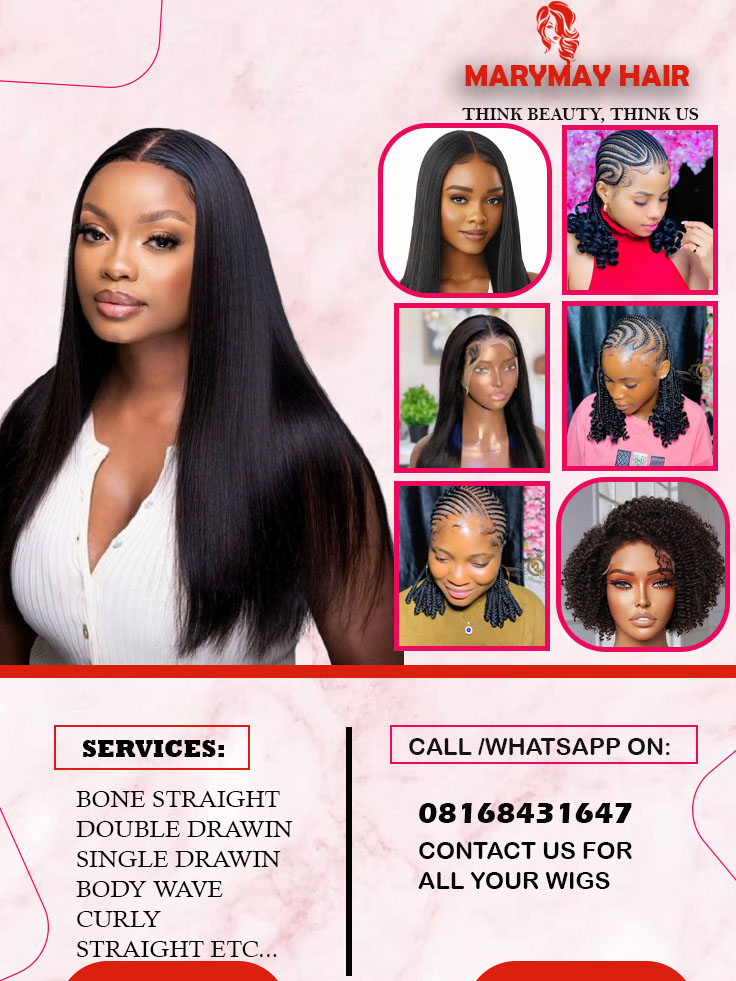 MARYMAY HAIR
THINK BEAUTY, THINK US
SERVICES:
BONE STRAIGHT
DOUBLE DRAWIN
SINGLE DRAWIN
BODY WAVE
CURLY
STRAIGHT ETC...
CALL /WHATSAPP ON:
08168431647
CONTACT US FOR
ALL YOUR WIGS